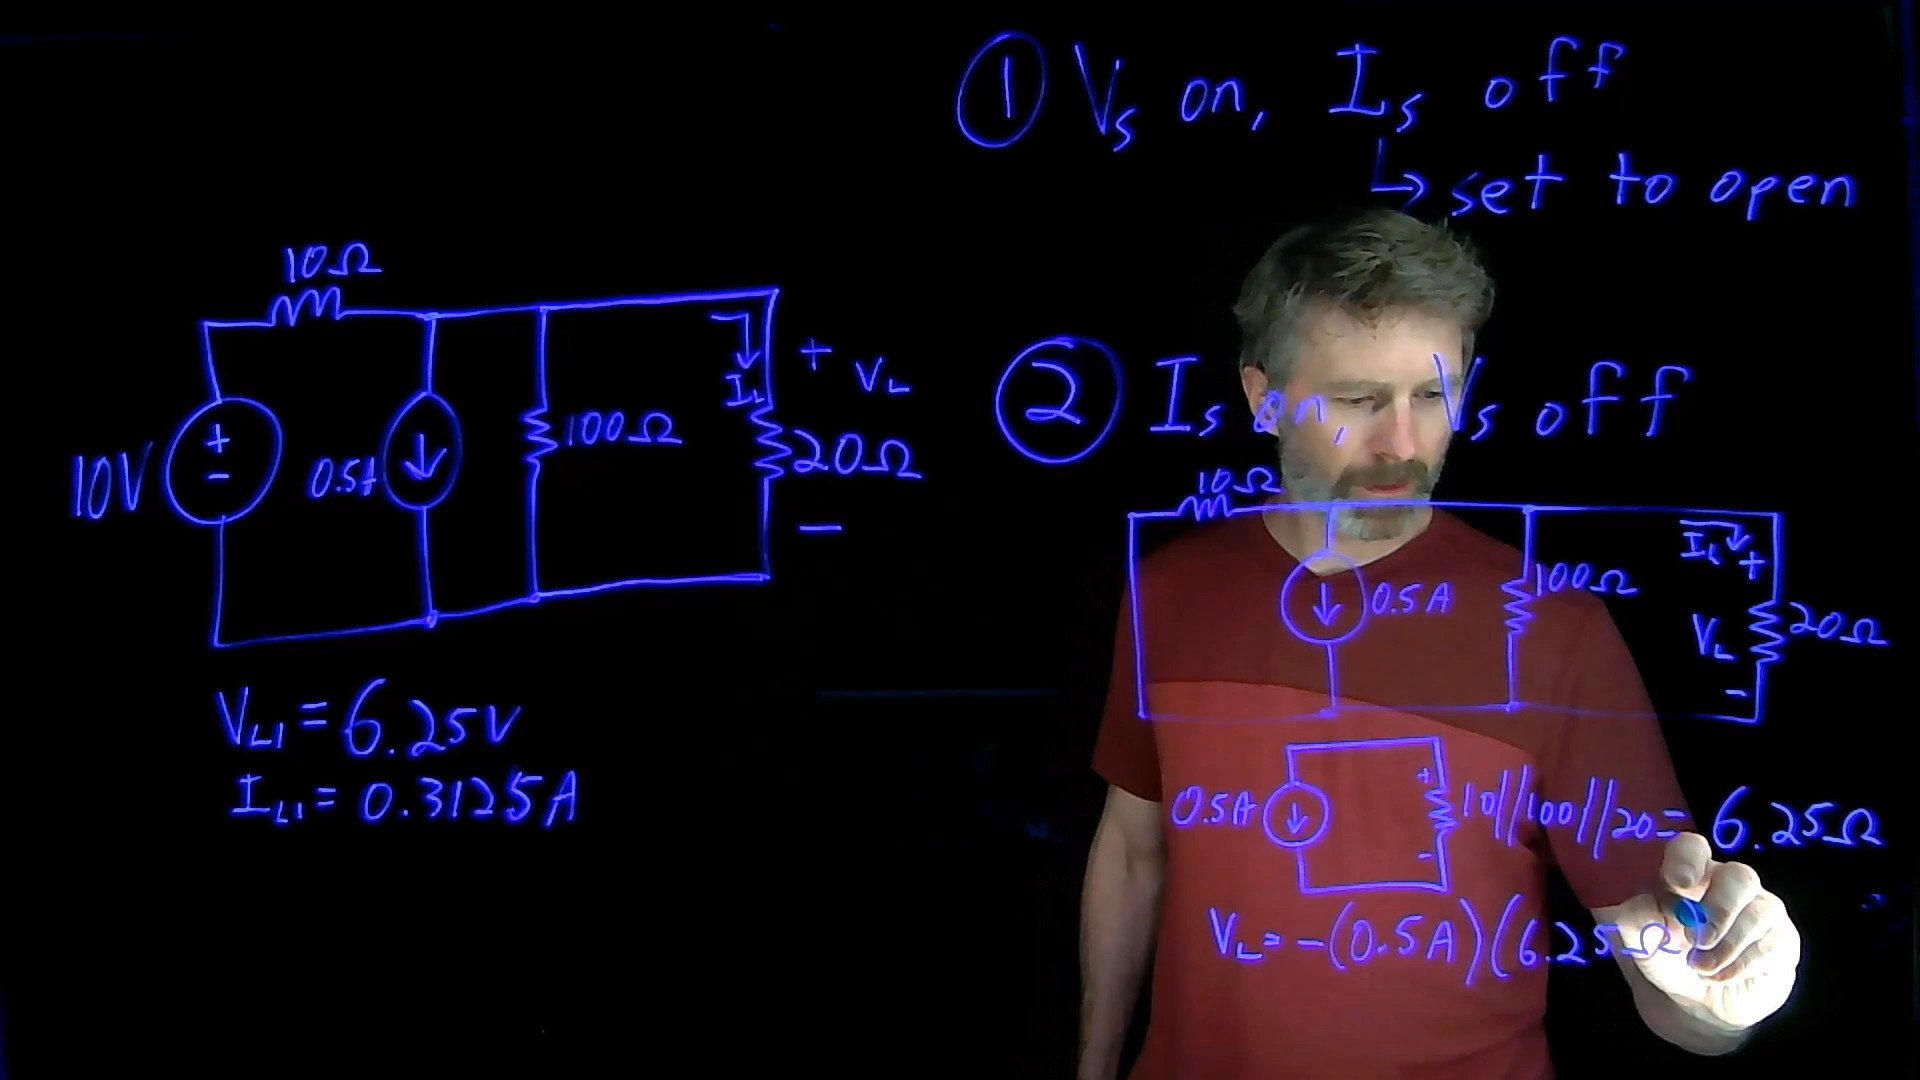 ① Vs on, Is off
↳ set to open
10Ω
10V
+
−
0.5A
100Ω
IL
+ VL
20Ω
−
VL1 = 6.25V
IL1 = 0.3125A
② Is on, Vs off
10Ω
0.5A
100Ω
IL
+
VL
20Ω
−
0.5A
+
10//100//20 = 6.25Ω
−
VL = -(0.5A)(6.25Ω)